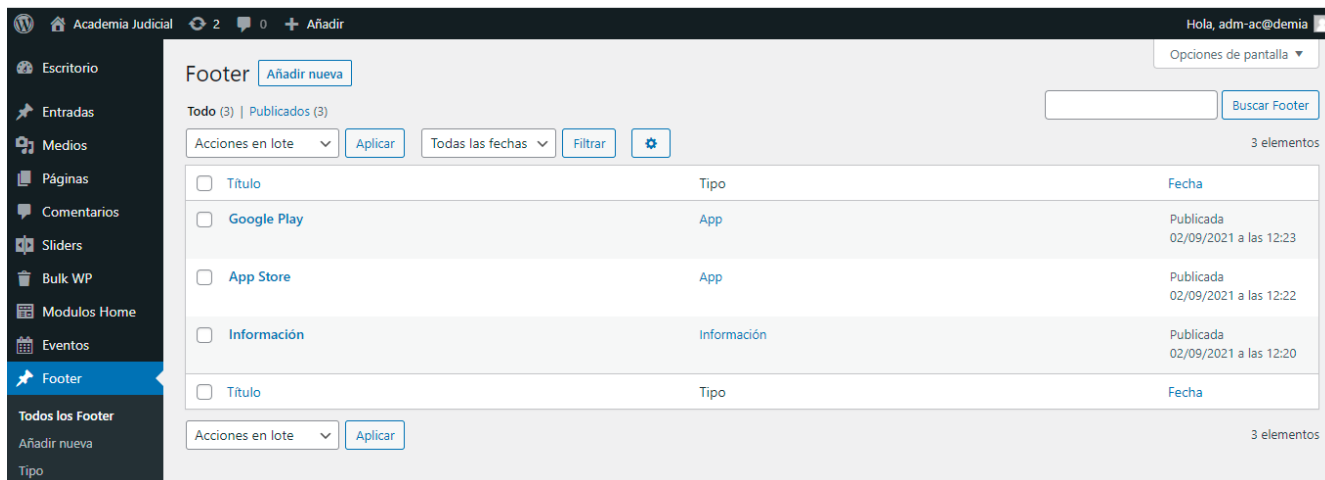 Academia Judicial 2 0 + Añadir Hola, adm-ac@demia
Opciones de pantalla ▼
Escritorio
Entradas
Medios
Páginas
Comentarios
Sliders
Bulk WP
Modulos Home
Eventos
Footer
Todos los Footer
Añadir nueva
Tipo
Footer Añadir nueva
Todo (3) | Publicados (3)
Buscar Footer
Acciones en lote Aplicar Todas las fechas Filtrar 3 elementos
Título Tipo Fecha
Google Play App Publicada
02/09/2021 a las 12:23
App Store App Publicada
02/09/2021 a las 12:22
Información Información Publicada
02/09/2021 a las 12:20
Título Tipo Fecha
Acciones en lote Aplicar 3 elementos